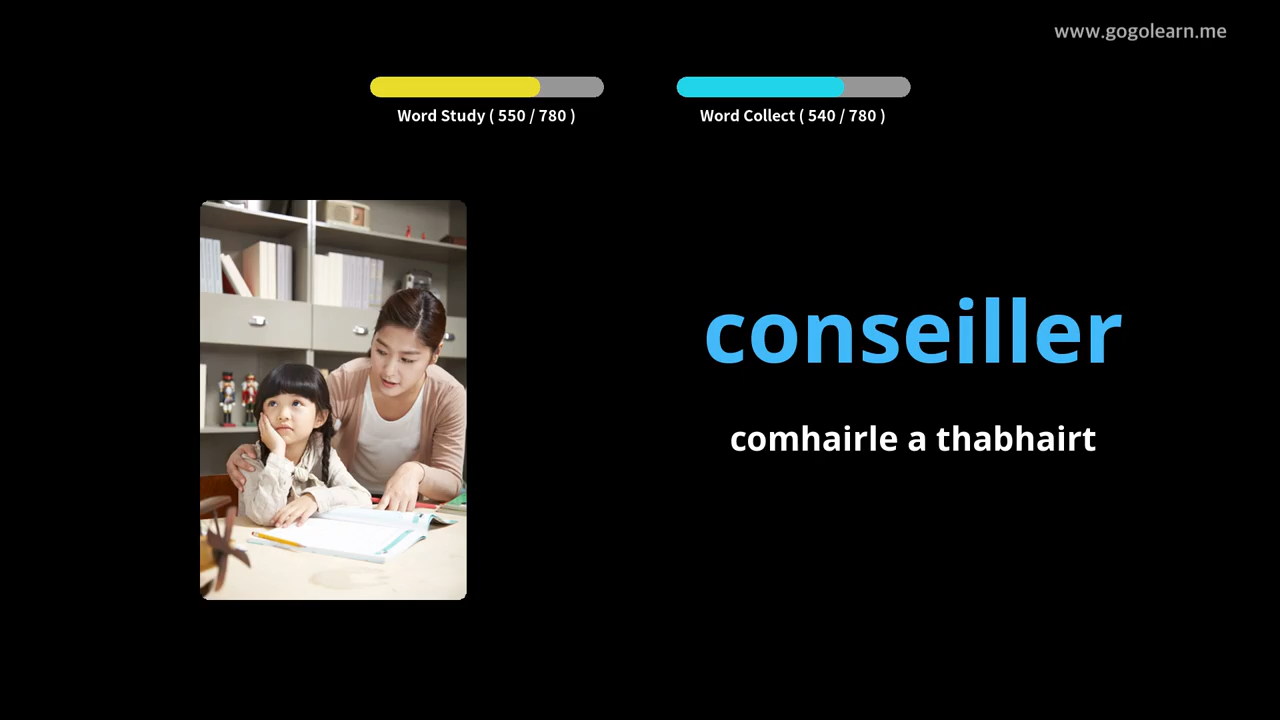 www.gogolearn.me
Word Study ( 550 / 780 )
Word Collect ( 540 / 780 )
conseiller
comhairle a thabhairt